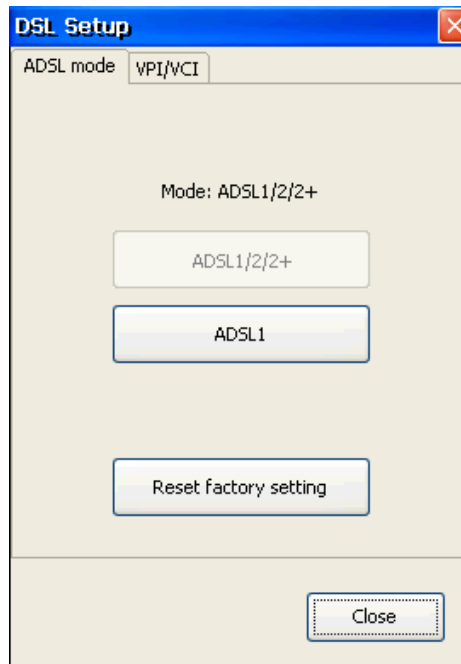 DSL Setup
ADSL mode VPI/VCI
Mode: ADSL1/2/2+
ADSL1/2/2+
ADSL1
Reset factory setting
Close